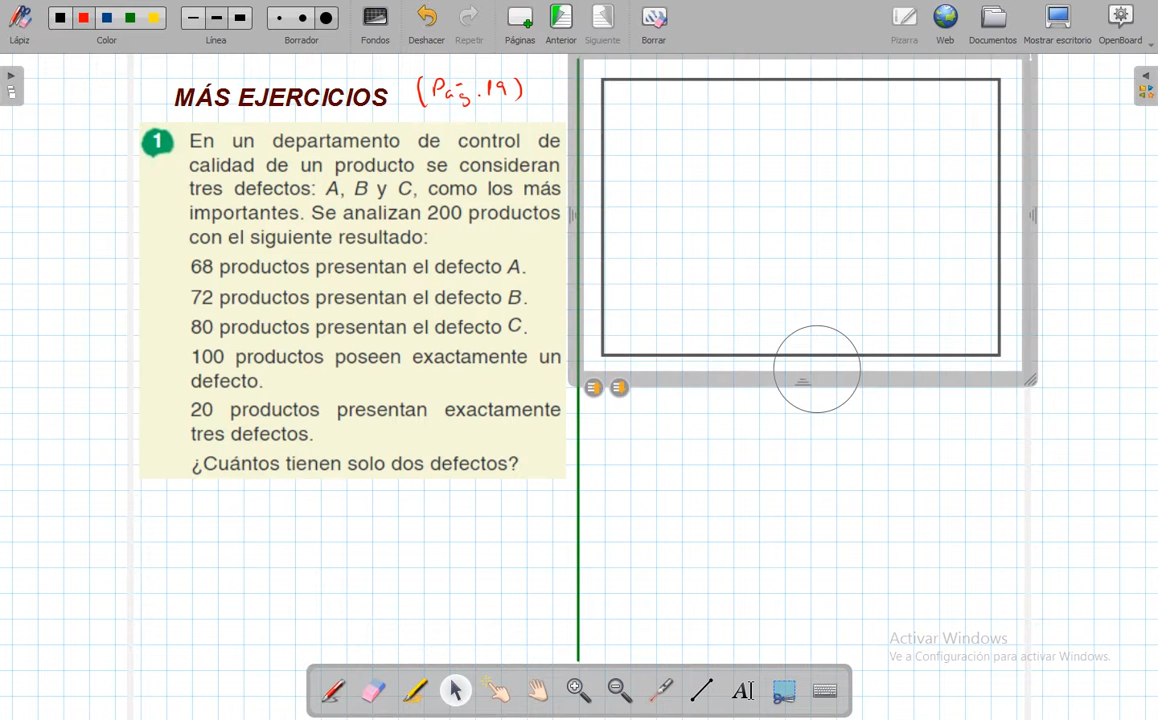 Lápiz
Color
Línea
Borrador
Fondos
Deshacer
Repetir
Páginas
Anterior
Siguiente
Borrar
Pizarra
Web
Documentos
Mostrar escritorio
OpenBoard
MÁS EJERCICIOS (Pág. 19)
1 En un departamento de control de
calidad de un producto se consideran
tres defectos: A, B y C, como los más
importantes. Se analizan 200 productos
con el siguiente resultado:
68 productos presentan el defecto A.
72 productos presentan el defecto B.
80 productos presentan el defecto C.
100 productos poseen exactamente un
defecto.
20 productos presentan exactamente
tres defectos.
¿Cuántos tienen solo dos defectos?
Activar Windows
Ve a Configuración para activar Windows.